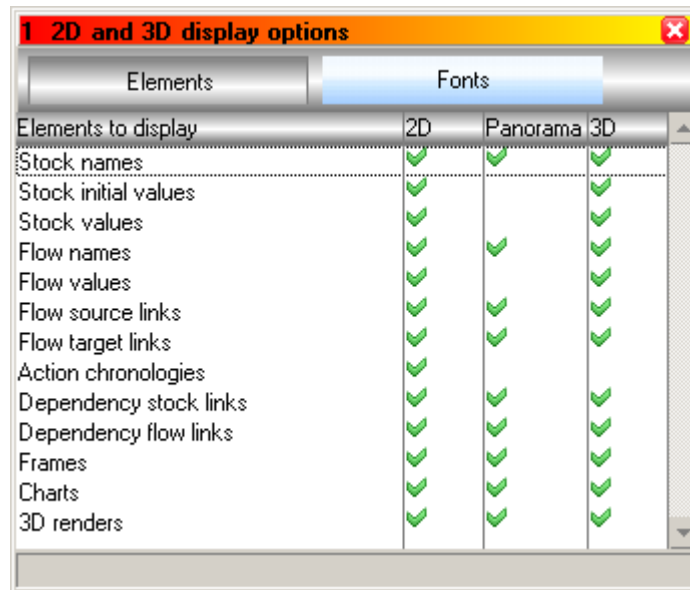 1 2D and 3D display options
Elements Fonts
Elements to display 2D Panorama 3D
Stock names
Stock initial values
Stock values
Flow names
Flow values
Flow source links
Flow target links
Action chronologies
Dependency stock links
Dependency flow links
Frames
Charts
3D renders